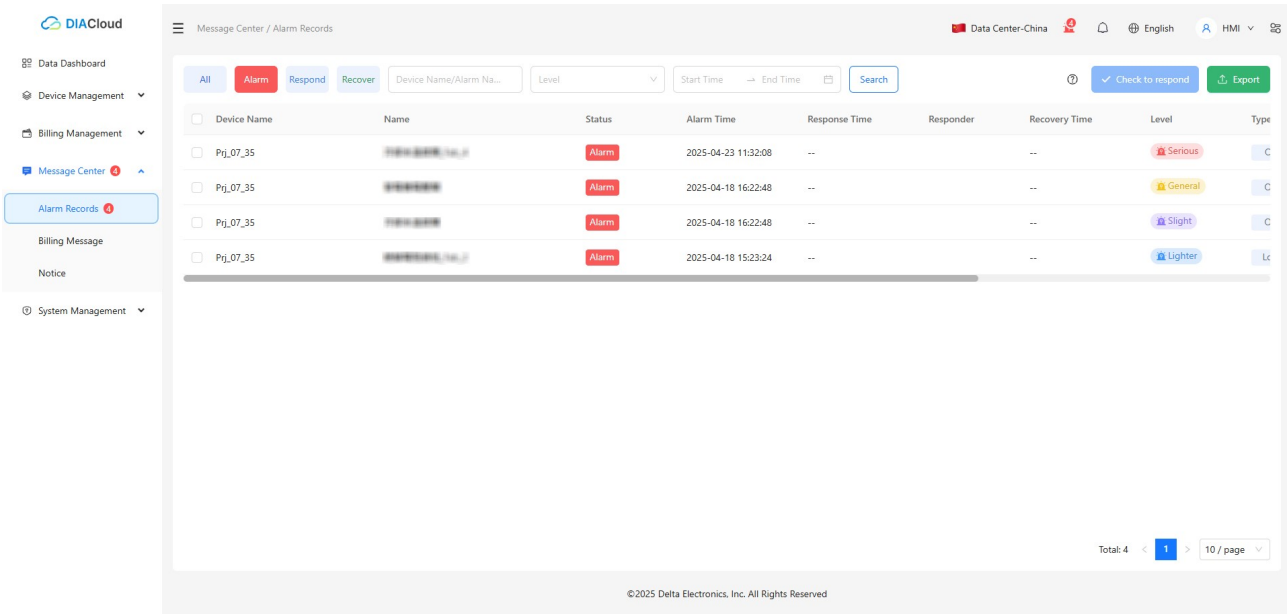 DIACloud
Message Center / Alarm Records
Data Center-China
4
English
HMI
Data Dashboard
Device Management
Billing Management
Message Center 4
Alarm Records 4
Billing Message
Notice
System Management
All Alarm Respond Recover Device Name/Alarm Na... Level Start Time → End Time Search Check to respond Export
Device Name Name Status Alarm Time Response Time Responder Recovery Time Level Type
Prj_07_35 Alarm 2025-04-23 11:32:08 -- -- Serious
Prj_07_35 Alarm 2025-04-18 16:22:48 -- -- General
Prj_07_35 Alarm 2025-04-18 16:22:48 -- -- Slight
Prj_07_35 Alarm 2025-04-18 15:23:24 -- -- Lighter
Total: 4 < 1 > 10 / page
©2025 Delta Electronics, Inc. All Rights Reserved